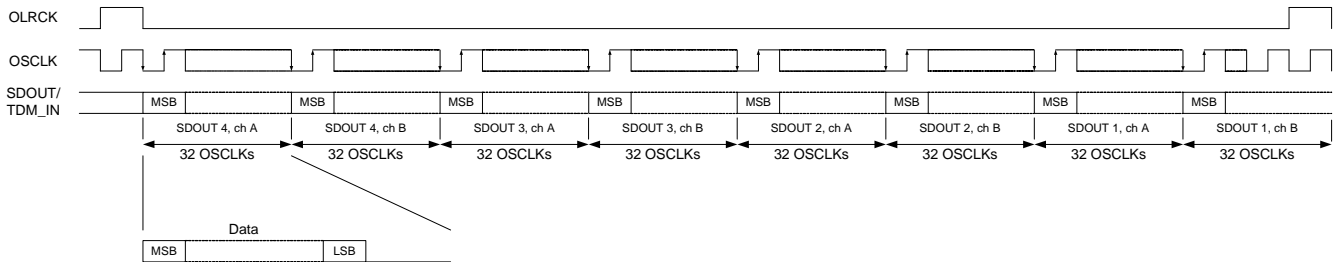 OLRCK
OSCLK
SDOUT/
TDM_IN
MSB MSB MSB MSB MSB MSB MSB MSB
SDOUT 4, ch A SDOUT 4, ch B SDOUT 3, ch A SDOUT 3, ch B SDOUT 2, ch A SDOUT 2, ch B SDOUT 1, ch A SDOUT 1, ch B
32 OSCLKs 32 OSCLKs 32 OSCLKs 32 OSCLKs 32 OSCLKs 32 OSCLKs 32 OSCLKs 32 OSCLKs
Data
MSB LSB